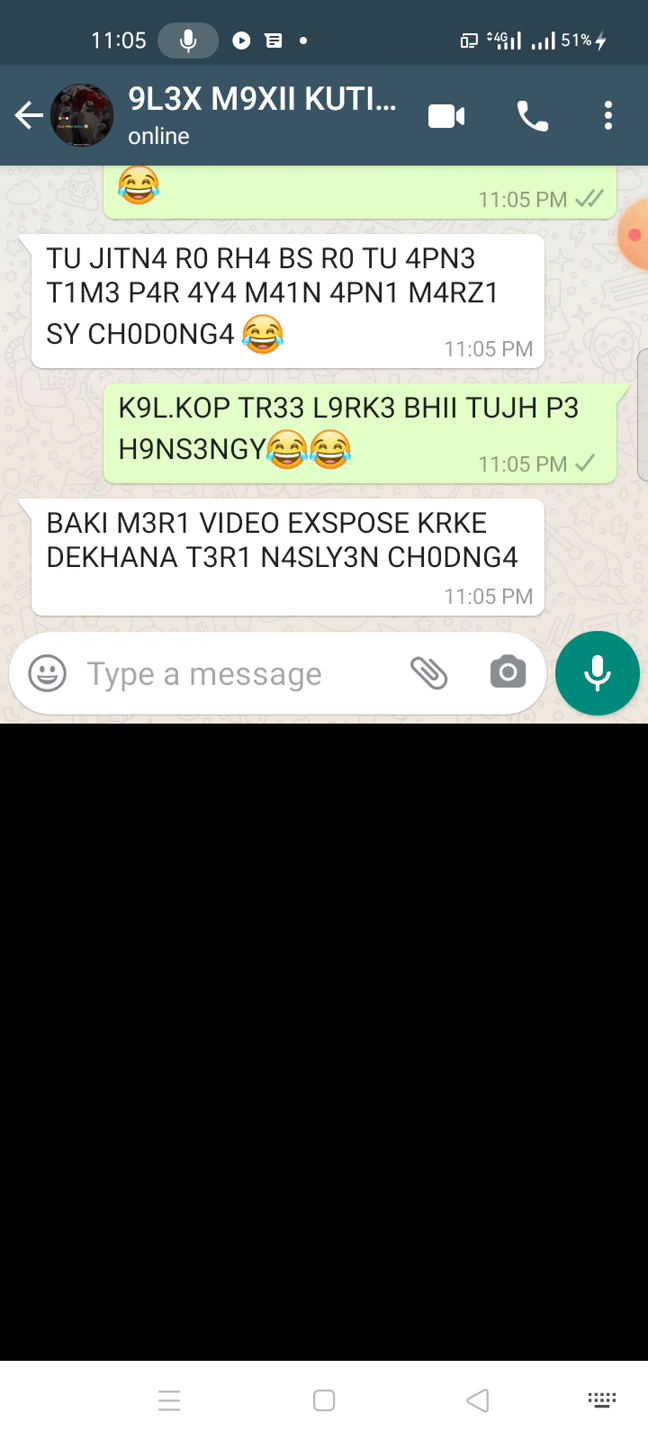 11:05
4G 51%
9L3X M9XII KUTI...
online
😂
11:05 PM
TU JITN4 R0 RH4 BS R0 TU 4PN3
T1M3 P4R 4Y4 M41N 4PN1 M4RZ1
SY CH0D0NG4 😂
11:05 PM
K9L.KOP TR33 L9RK3 BHII TUJH P3
H9NS3NGY😂😂
11:05 PM
BAKI M3R1 VIDEO EXSPOSE KRKE
DEKHANA T3R1 N4SLY3N CH0DNG4
11:05 PM
Type a message